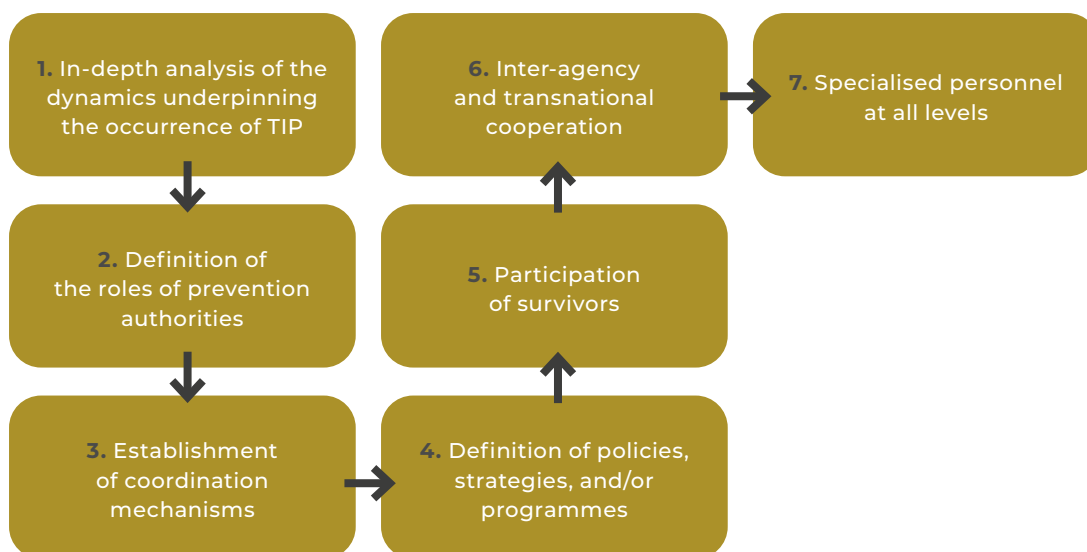 1. In-depth analysis of the
dynamics underpinning
the occurrence of TIP
2. Definition of
the roles of prevention
authorities
3. Establishment
of coordination
mechanisms
4. Definition of policies,
strategies, and/or
programmes
5. Participation
of survivors
6. Inter-agency
and transnational
cooperation
7. Specialised personnel
at all levels